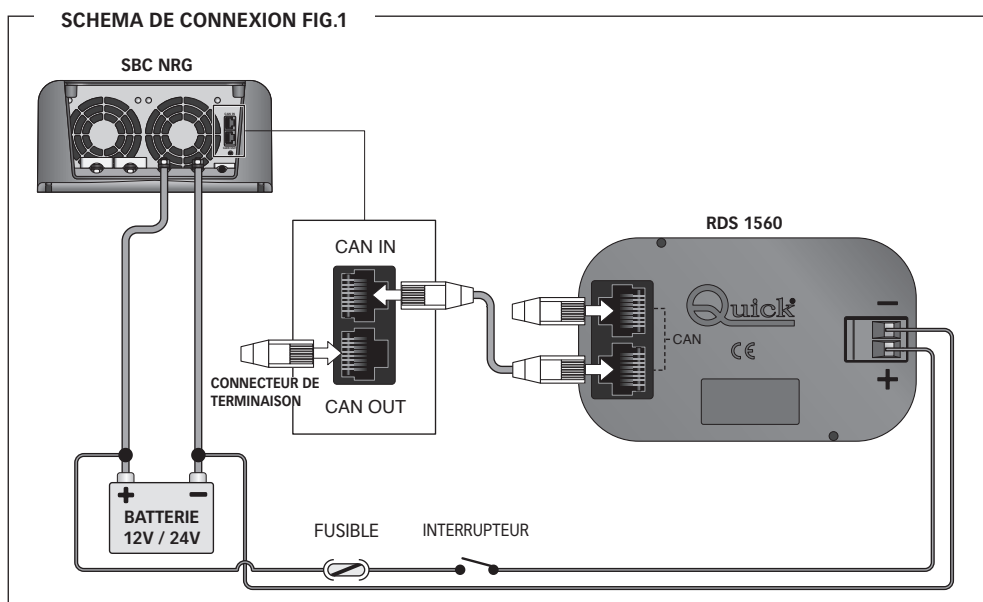 SCHEMA DE CONNEXION FIG.1
SBC NRG
CAN IN
CONNECTEUR DE
TERMINAISON
CAN OUT
RDS 1560
Quick®
CAN
CE
+
−
BATTERIE
12V / 24V
FUSIBLE
INTERRUPTEUR
−
+